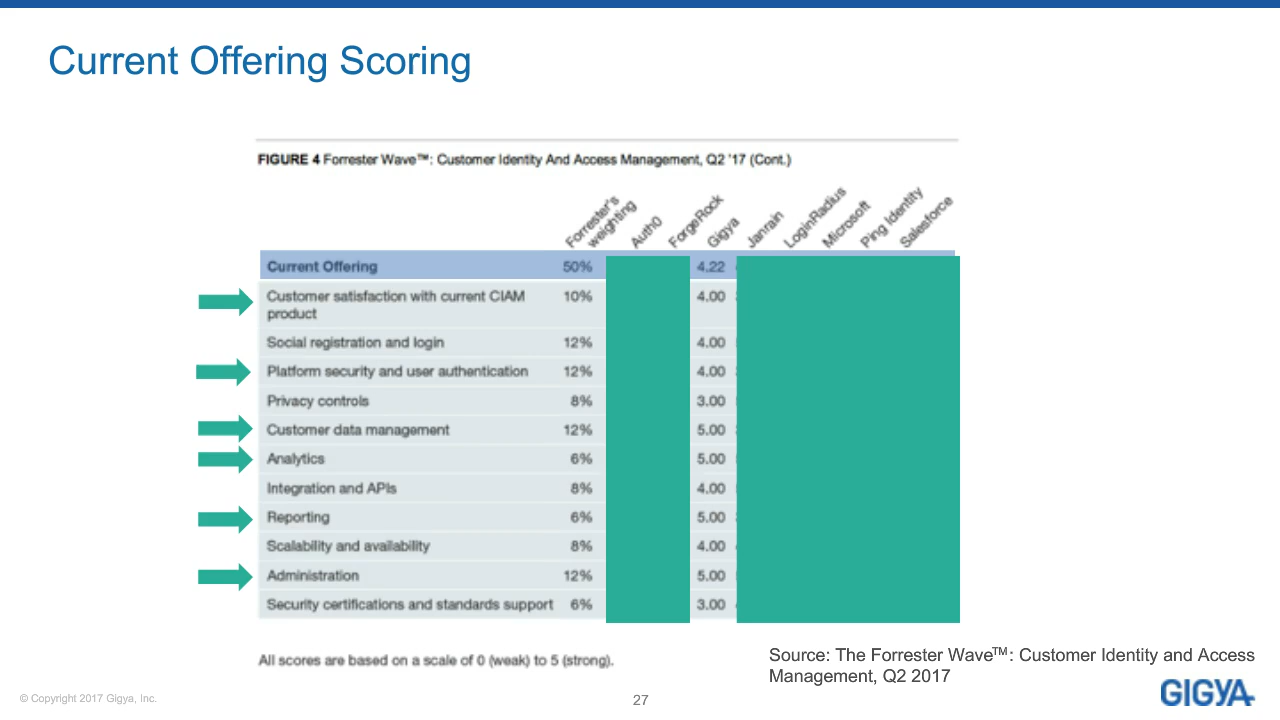 Current Offering Scoring
FIGURE 4 Forrester Wave™: Customer Identity And Access Management, Q2 '17 (Cont.)
Forrester's weighting
Auth0
ForgeRock
Gigya
Janrain
LoginRadius
Microsoft
Ping Identity
Salesforce
Current Offering 50% 4.22
Customer satisfaction with current CIAM 10% 4.00
product
Social registration and login 12% 4.00
Platform security and user authentication 12% 4.00
Privacy controls 8% 3.00
Customer data management 12% 5.00
Analytics 6% 5.00
Integration and APIs 8% 4.00
Reporting 6% 5.00
Scalability and availability 8% 4.00
Administration 12% 5.00
Security certifications and standards support 6% 3.00
All scores are based on a scale of 0 (weak) to 5 (strong).
Source: The Forrester Wave™: Customer Identity and Access
Management, Q2 2017
© Copyright 2017 Gigya, Inc.
27
GIGYA